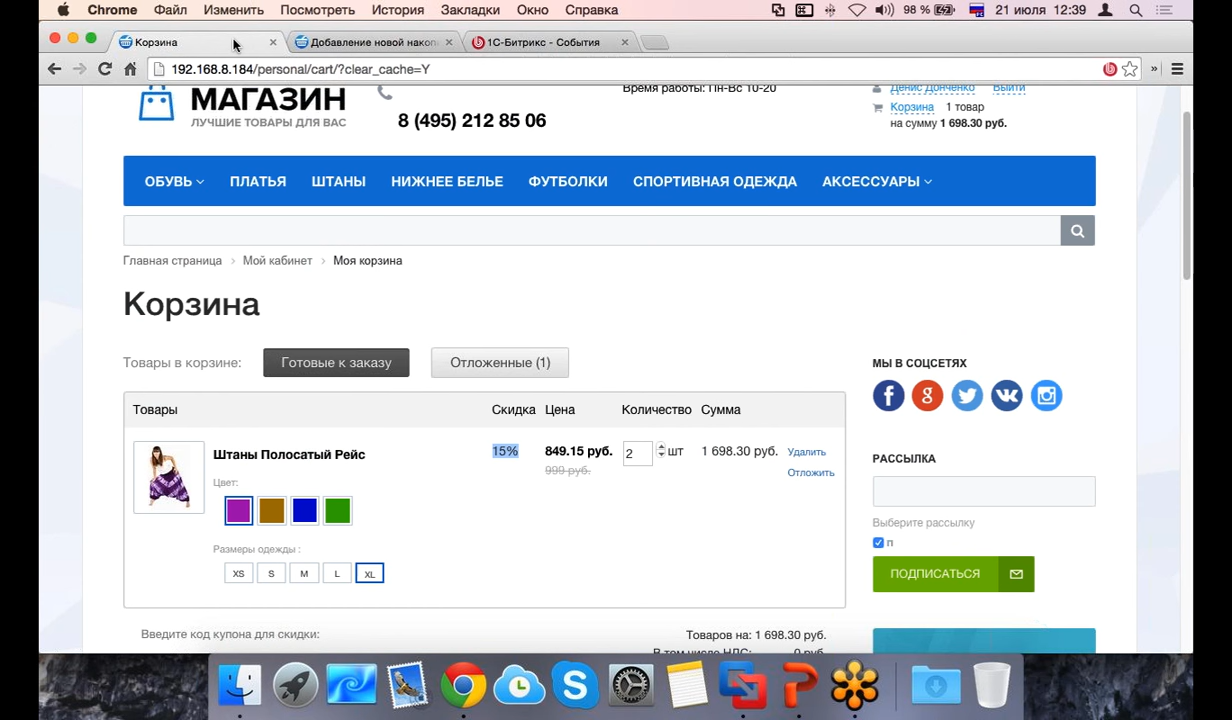 Chrome Файл Изменить Посмотреть История Закладки Окно Справка 98 % 21 июля 12:39
Корзина Добавление новой накоп 1С-Битрикс - События
192.168.8.184/personal/cart/?clear_cache=Y
МАГАЗИН
ЛУЧШИЕ ТОВАРЫ ДЛЯ ВАС
8 (495) 212 85 06
Время работы: Пн-Вс 10-20
Денис Донченко Выйти
Корзина 1 товар
на сумму 1 698.30 руб.
ОБУВЬ ПЛАТЬЯ ШТАНЫ НИЖНЕЕ БЕЛЬЕ ФУТБОЛКИ СПОРТИВНАЯ ОДЕЖДА АКСЕССУАРЫ
Главная страница > Мой кабинет > Моя корзина
Корзина
Товары в корзине: Готовые к заказу Отложенные (1)
Товары Скидка Цена Количество Сумма
Штаны Полосатый Рейс 15% 849.15 руб. 2 шт 1 698.30 руб. Удалить
999 руб. Отложить
Цвет:
Размеры одежды :
XS S M L XL
Введите код купона для скидки: Товаров на: 1 698.30 руб.
В том числе НДС: 0 руб.
МЫ В СОЦСЕТЯХ
РАССЫЛКА
Выберите рассылку
п
ПОДПИСАТЬСЯ